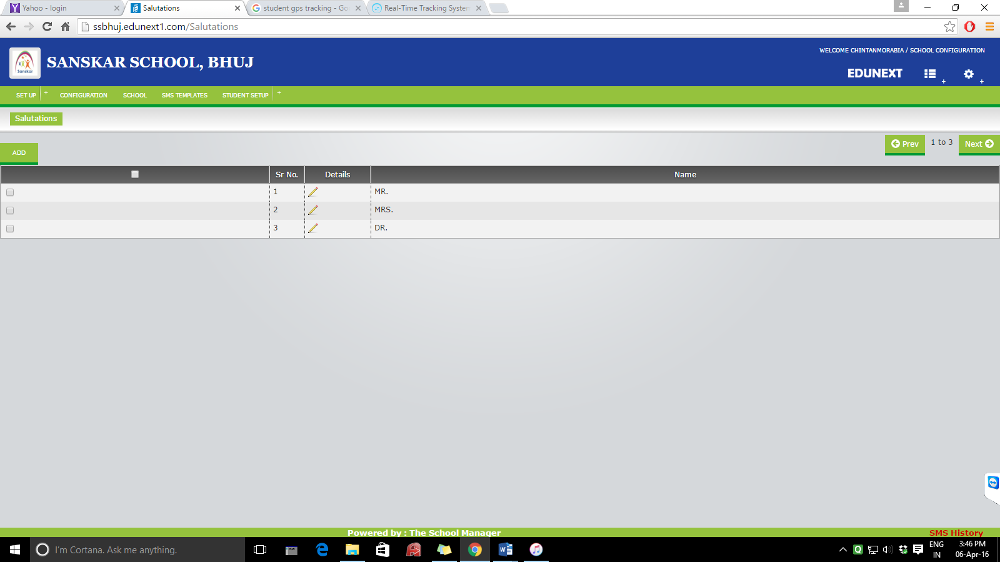 Yahoo - login
Salutations
student gps tracking - Go
Real-Time Tracking System
ssbhuj.edunext1.com/Salutations
Sanskar
SANSKAR SCHOOL, BHUJ
WELCOME CHINTANMORABIA / SCHOOL CONFIGURATION
EDUNEXT
+
+
SET UP
+
CONFIGURATION
SCHOOL
SMS TEMPLATES
STUDENT SETUP
+
Salutations
ADD
Prev
1 to 3
Next
Sr No. Details Name
1 MR.
2 MRS.
3 DR.
Powered by : The School Manager
SMS History
I'm Cortana. Ask me anything.
ENG
IN
3:46 PM
06-Apr-16